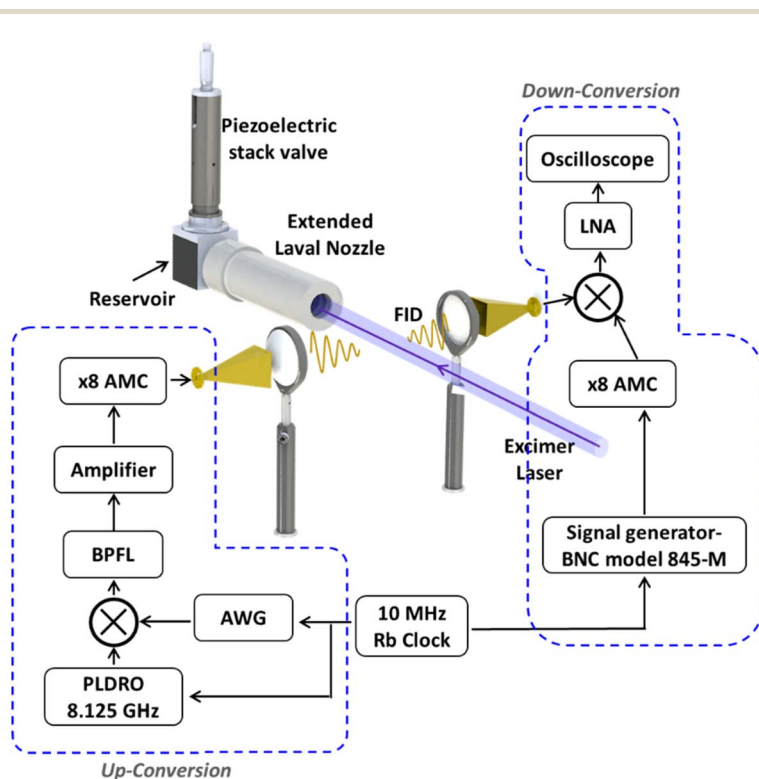 Down-Conversion
Piezoelectric
stack valve
Oscilloscope
LNA
Extended
Laval Nozzle
Reservoir
FID
x8 AMC
x8 AMC
Excimer
Laser
Amplifier
Signal generator-
BNC model 845-M
BPFL
AWG
10 MHz
Rb Clock
PLDRO
8.125 GHz
Up-Conversion